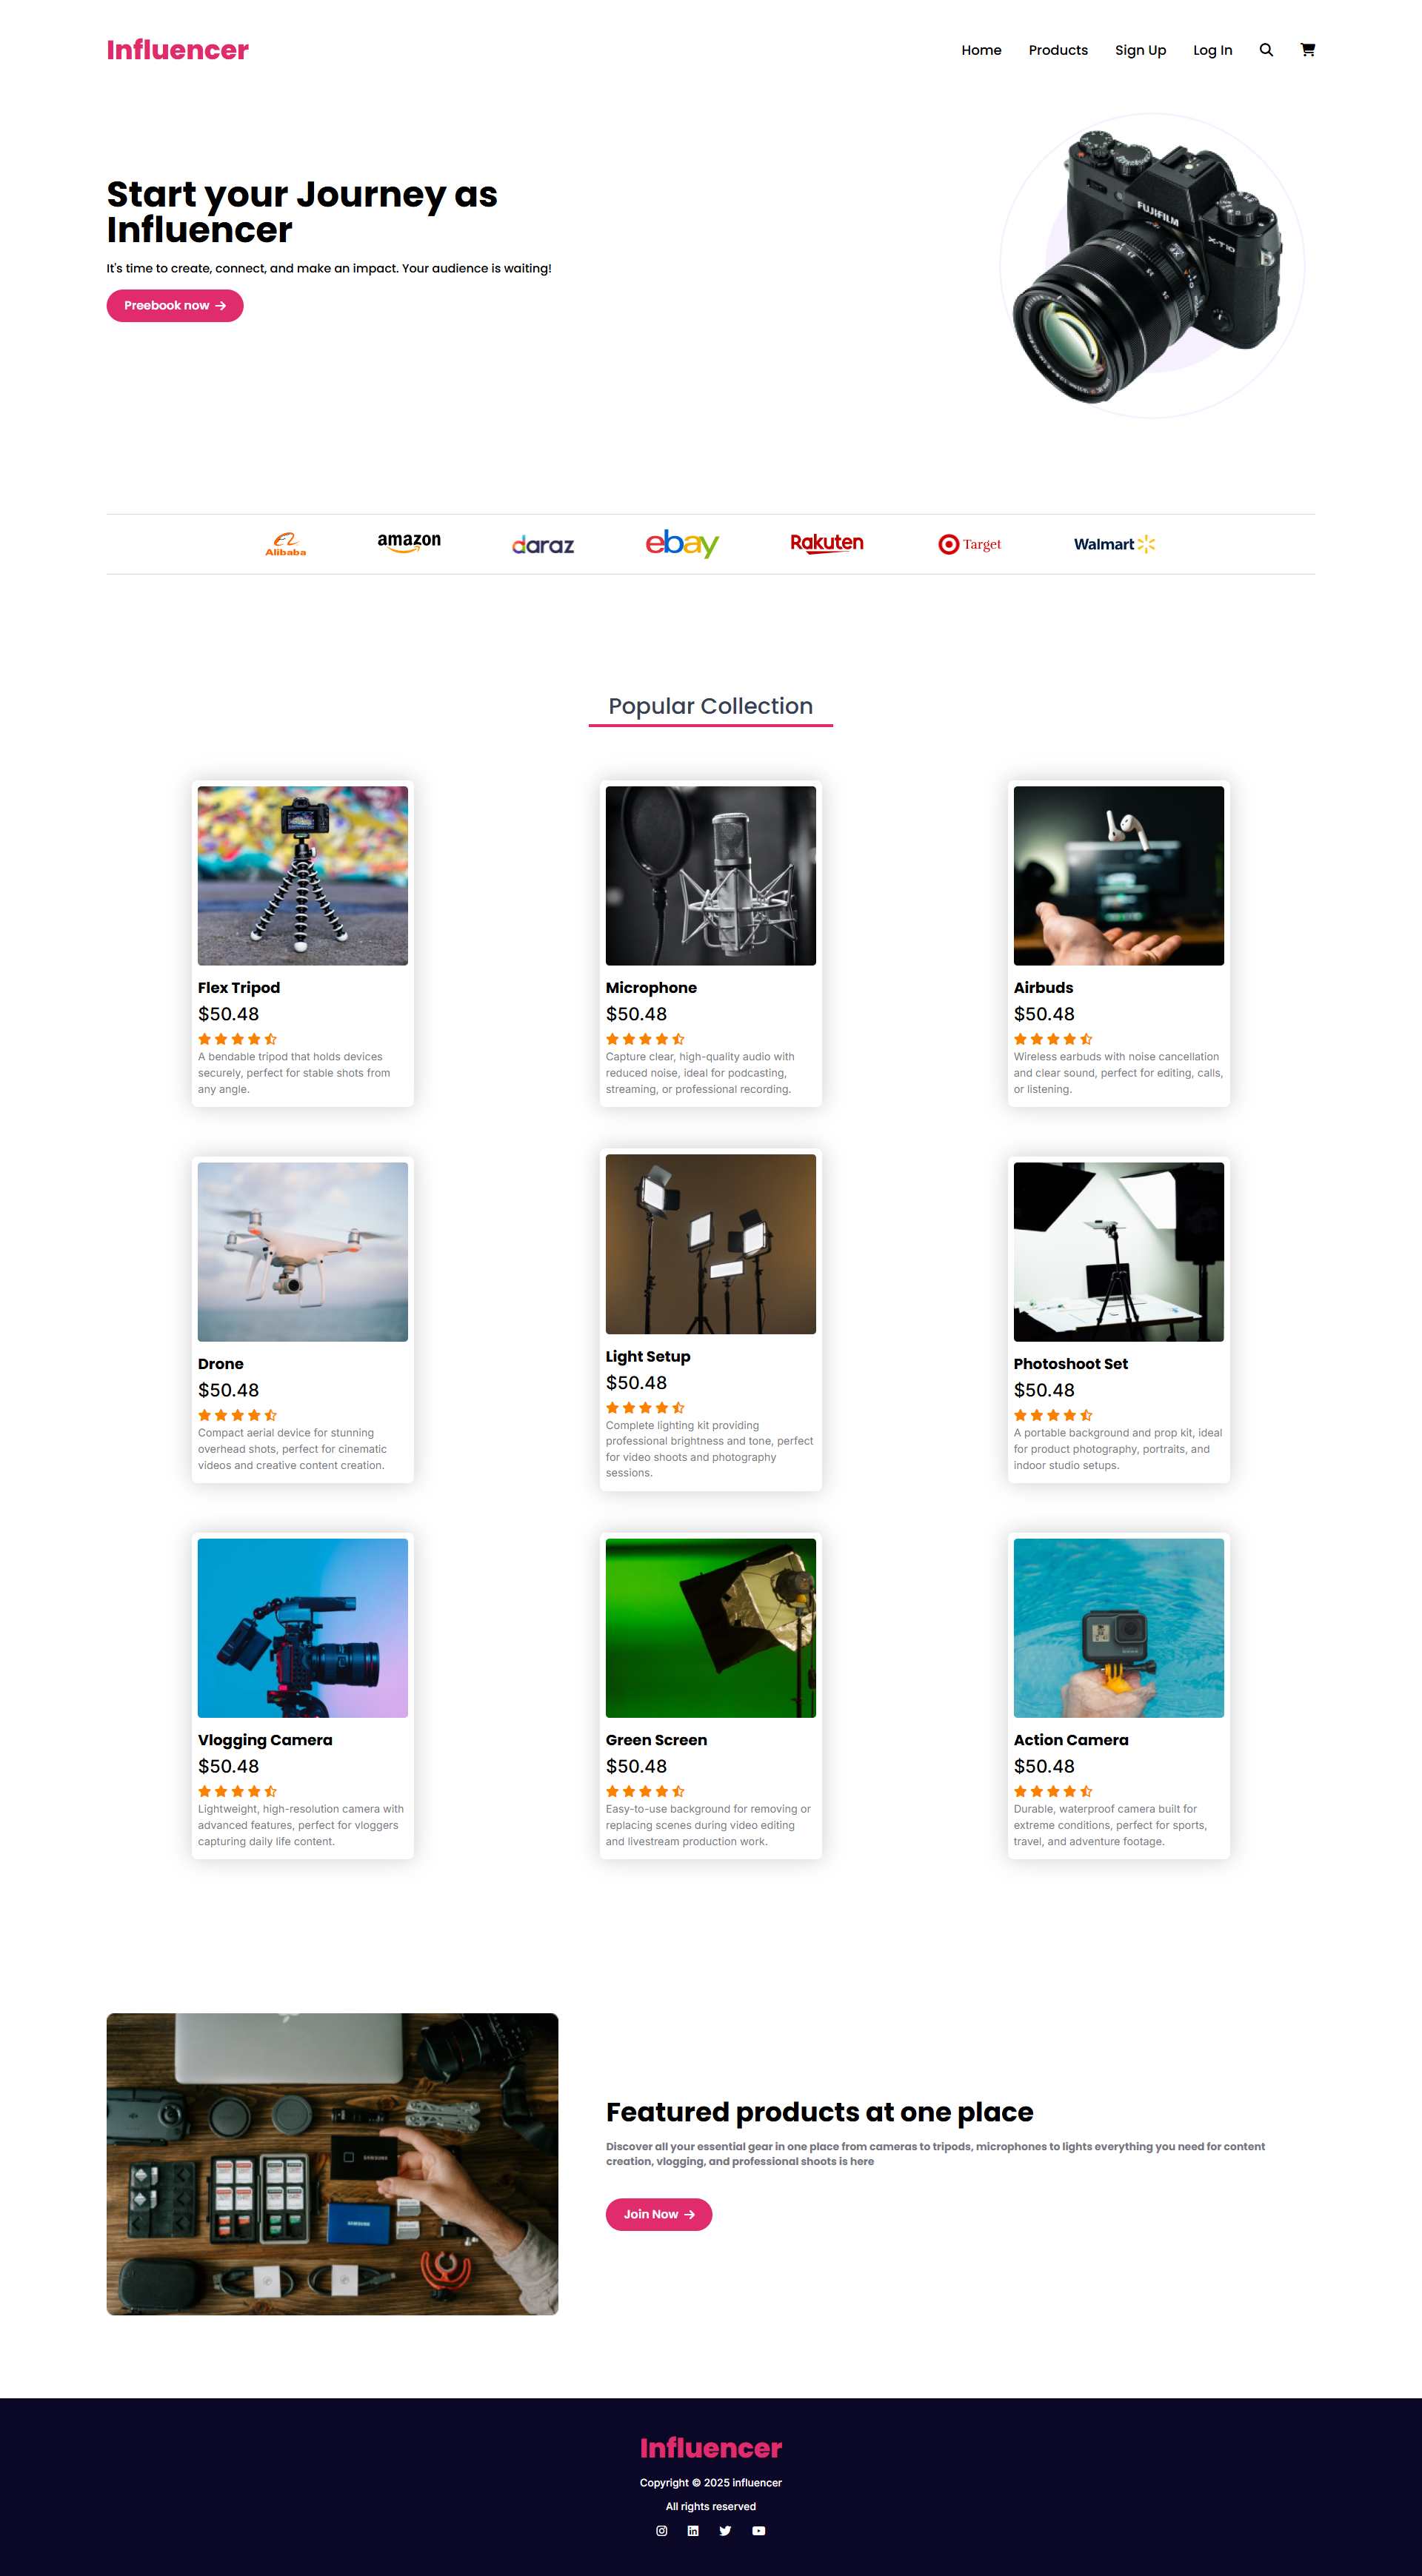 Influencer
Home Products Sign Up Log In
Start your Journey as
Influencer
It's time to create, connect, and make an impact. Your audience is waiting!
Preebook now
FUJIFILM
X-T10
Alibaba amazon daraz ebay Rakuten Target Walmart
Popular Collection
Flex Tripod
$50.48
A bendable tripod that holds devices
securely, perfect for stable shots from
any angle.
Microphone
$50.48
Capture clear, high-quality audio with
reduced noise, ideal for podcasting,
streaming, or professional recording.
Airbuds
$50.48
Wireless earbuds with noise cancellation
and clear sound, perfect for editing, calls,
or listening.
Drone
$50.48
Compact aerial device for stunning
overhead shots, perfect for cinematic
videos and creative content creation.
Light Setup
$50.48
Complete lighting kit providing
professional brightness and tone, perfect
for video shoots and photography
sessions.
Photoshoot Set
$50.48
A portable background and prop kit, ideal
for product photography, portraits, and
indoor studio setups.
Vlogging Camera
$50.48
Lightweight, high-resolution camera with
advanced features, perfect for vloggers
capturing daily life content.
Green Screen
$50.48
Easy-to-use background for removing or
replacing scenes during video editing
and livestream production work.
Action Camera
$50.48
Durable, waterproof camera built for
extreme conditions, perfect for sports,
travel, and adventure footage.
SAMSUNG
SAMSUNG
Featured products at one place
Discover all your essential gear in one place from cameras to tripods, microphones to lights everything you need for content
creation, vlogging, and professional shoots is here
Join Now
Influencer
Copyright © 2025 influencer
All rights reserved